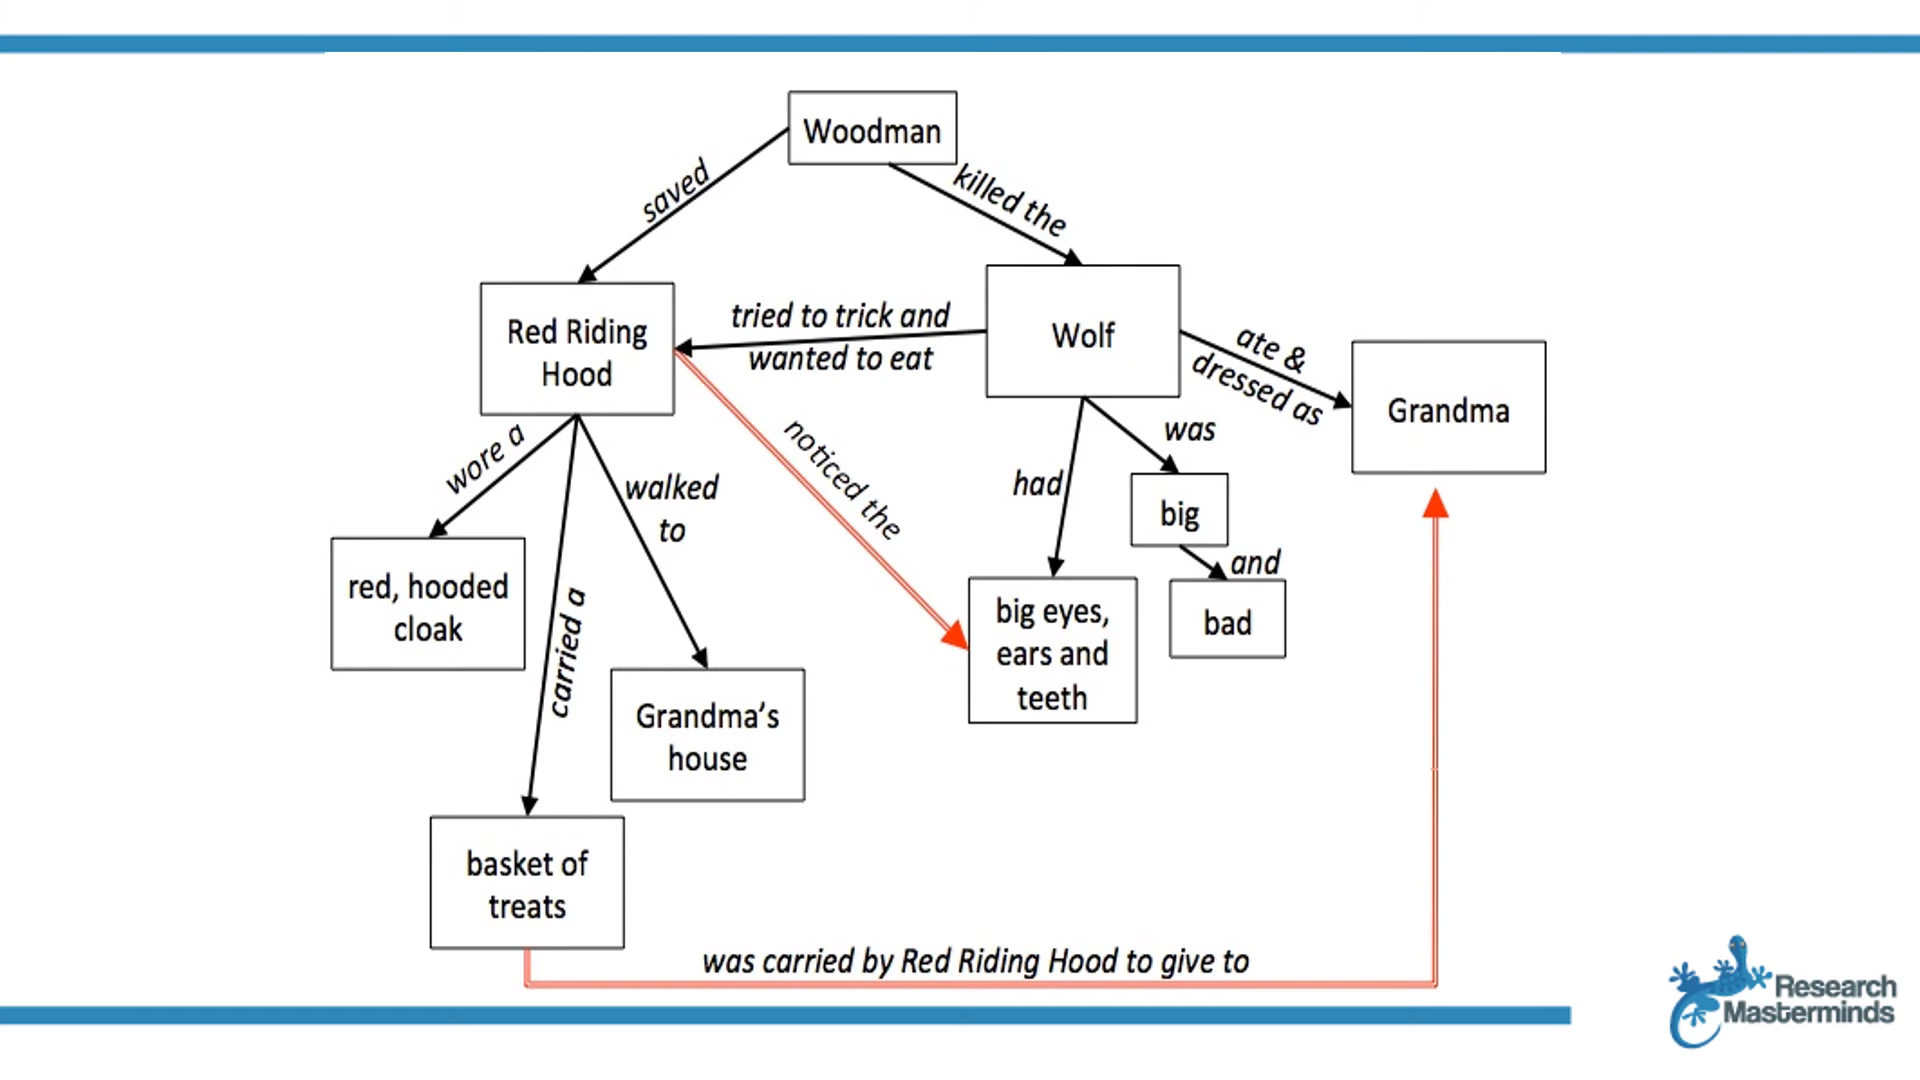 Woodman
saved
killed the
Red Riding
Hood
tried to trick and
wanted to eat
Wolf
ate &
dressed as
Grandma
wore a
walked
to
noticed the
had
was
big
and
bad
red, hooded
cloak
carried a
big eyes,
ears and
teeth
Grandma’s
house
basket of
treats
was carried by Red Riding Hood to give to
Research
Masterminds